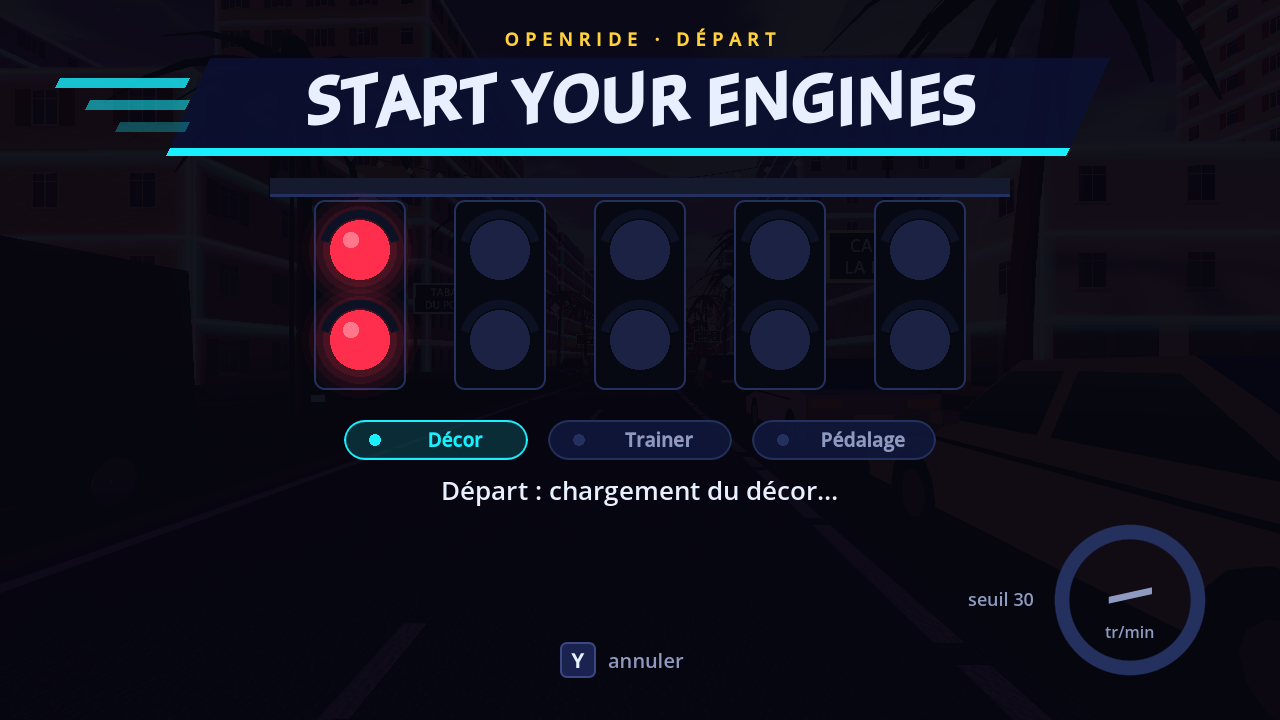 OPENRIDE · DÉPART
START YOUR ENGINES
Décor
Trainer
Pédalage
Départ : chargement du décor...
seuil 30
tr/min
Y annuler